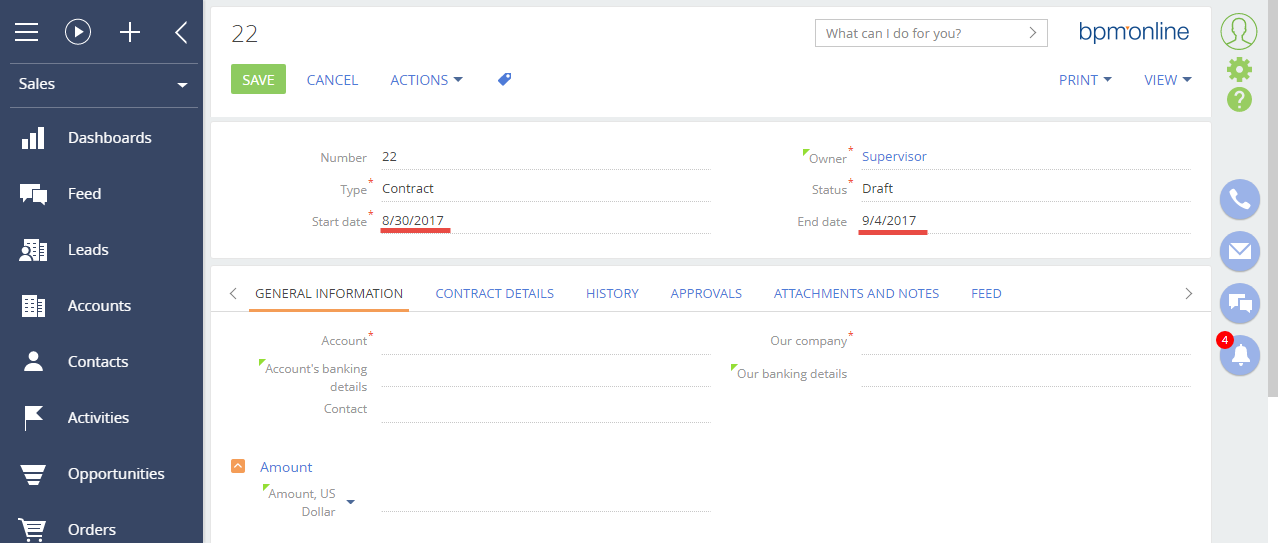 22
What can I do for you?
bpmonline
SAVE CANCEL ACTIONS PRINT VIEW
Sales
Dashboards
Feed
Leads
Accounts
Contacts
Activities
Opportunities
Orders
Number 22
Owner* Supervisor
Type* Contract
Status* Draft
Start date* 8/30/2017
End date 9/4/2017
GENERAL INFORMATION CONTRACT DETAILS HISTORY APPROVALS ATTACHMENTS AND NOTES FEED
Account*
Our company*
Account's banking
details
Our banking details
Contact
Amount
Amount, US
Dollar
4